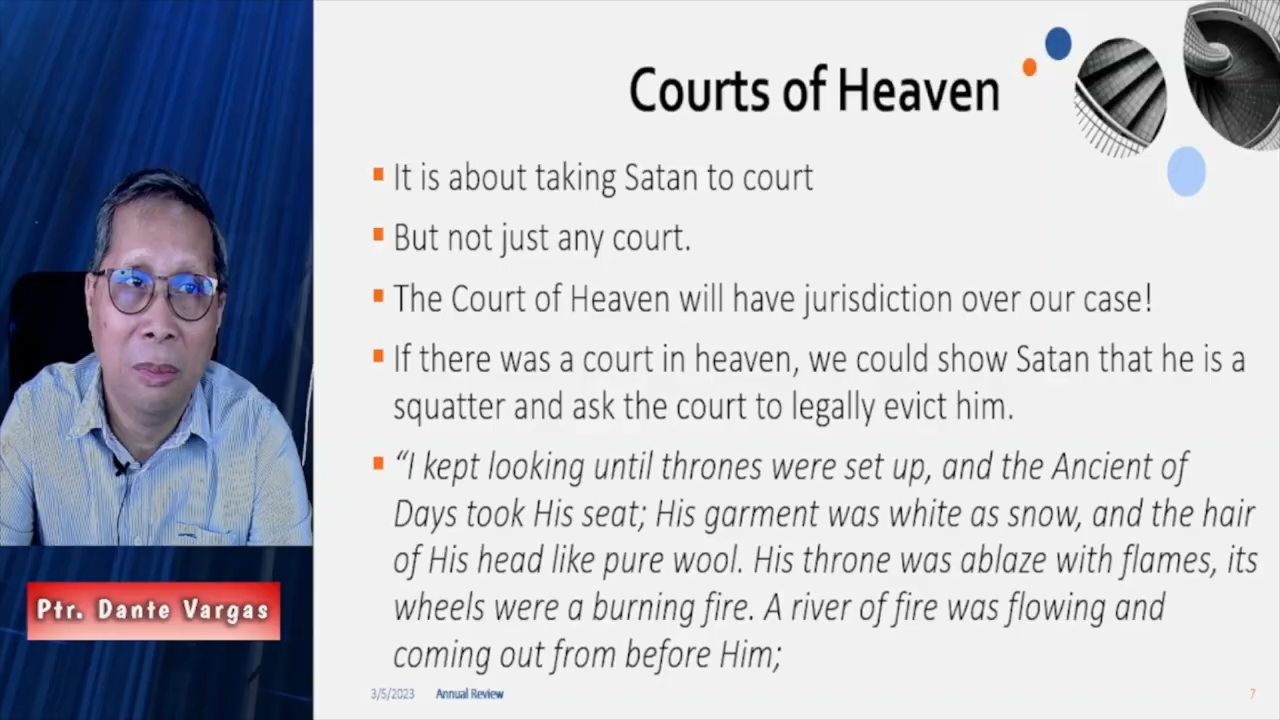 Courts of Heaven
It is about taking Satan to court
But not just any court.
The Court of Heaven will have jurisdiction over our case!
If there was a court in heaven, we could show Satan that he is a
squatter and ask the court to legally evict him.
“I kept looking until thrones were set up, and the Ancient of
Days took His seat; His garment was white as snow, and the hair
of His head like pure wool. His throne was ablaze with flames, its
wheels were a burning fire. A river of fire was flowing and
coming out from before Him;
Ptr. Dante Vargas
3/5/2023 Annual Review 7